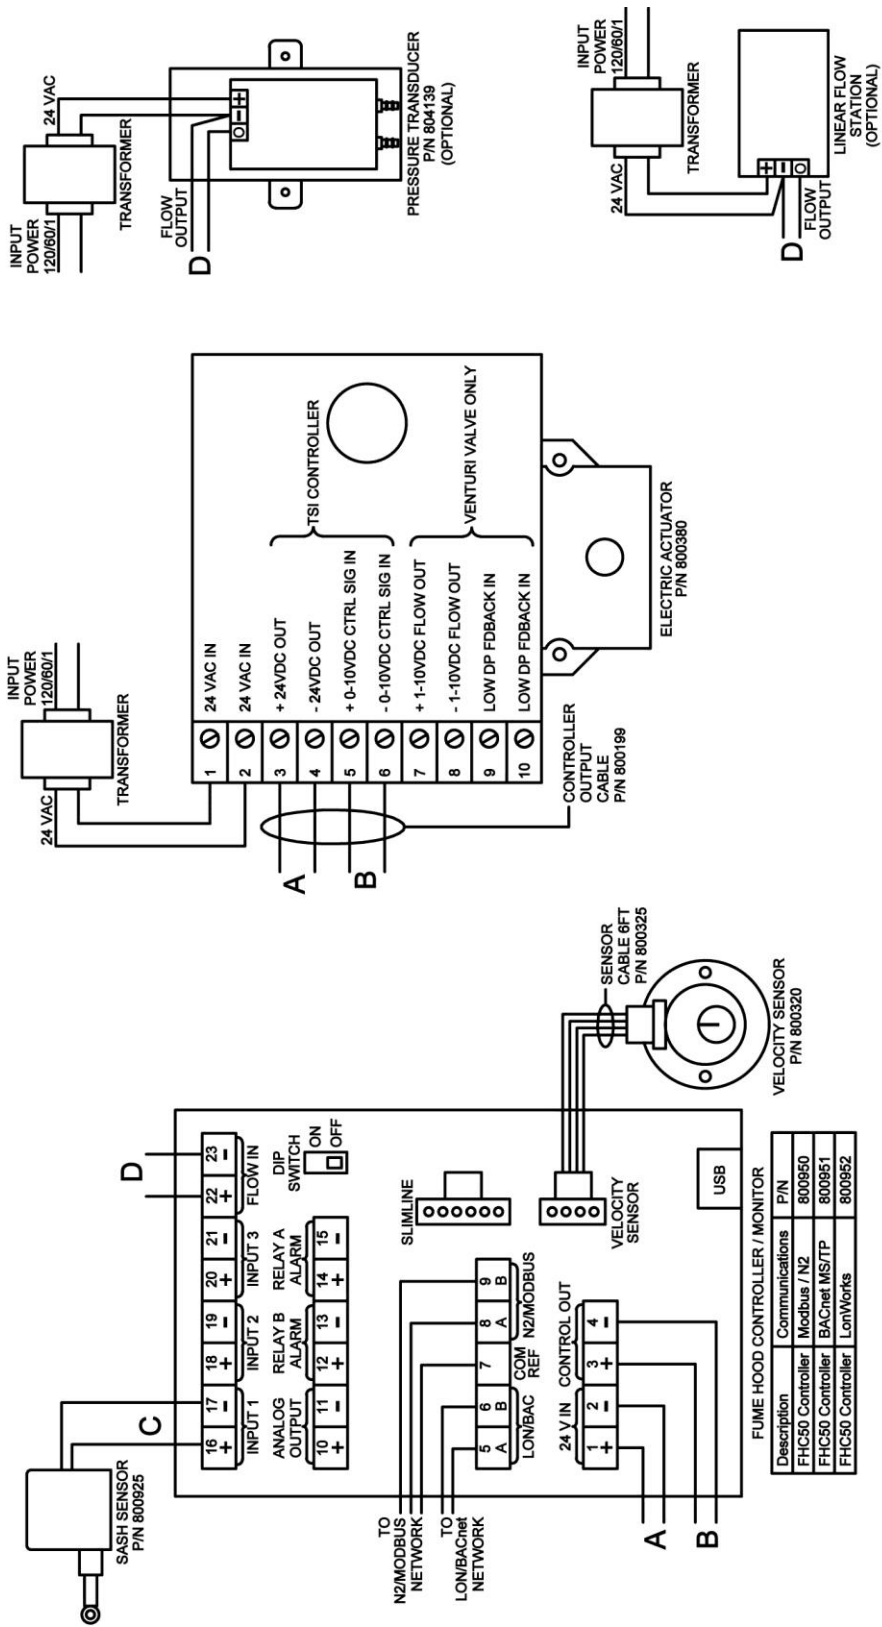 SASH SENSOR
P/N 800925
C
D
16
17
18
19
20
21
22
23
+
-
+
-
+
-
+
-
INPUT 1
INPUT 2
INPUT 3
FLOW IN
ANALOG
OUTPUT
RELAY B
ALARM
RELAY A
ALARM
DIP
SWITCH
ON
OFF
10
11
12
13
14
15
+
-
+
-
+
-
TO
N2/MODBUS
NETWORK
TO
LON/BACnet
NETWORK
5
6
7
8
9
A
B
A
B
LON/BAC
COM
REF
N2/MODBUS
SLIMLINE
24 V IN
CONTROL OUT
1
2
3
4
+
-
+
-
A
B
VELOCITY
SENSOR
USB
SENSOR
CABLE 6FT
P/N 800325
VELOCITY SENSOR
P/N 800320
FUME HOOD CONTROLLER / MONITOR
Description Communications P/N
FHC50 Controller Modbus / N2 800950
FHC50 Controller BACnet MS/TP 800951
FHC50 Controller LonWorks 800952
INPUT
POWER
120/60/1
24 VAC
TRANSFORMER
1 24 VAC IN
2 24 VAC IN
3 + 24VDC OUT
4 - 24VDC OUT
5 + 0-10VDC CTRL SIG IN
6 - 0-10VDC CTRL SIG IN
7 + 1-10VDC FLOW OUT
8 - 1-10VDC FLOW OUT
9 LOW DP FDBACK IN
10 LOW DP FDBACK IN
TSI CONTROLLER
VENTURI VALVE ONLY
A
B
CONTROLLER
OUTPUT
CABLE
P/N 800199
ELECTRIC ACTUATOR
P/N 800380
INPUT
POWER
120/60/1
24 VAC
TRANSFORMER
FLOW
OUTPUT
D
O
-
+
PRESSURE TRANSDUCER
P/N 804139
(OPTIONAL)
INPUT
POWER
120/60/1
24 VAC
TRANSFORMER
+
-
O
D
FLOW
OUTPUT
LINEAR FLOW
STATION
(OPTIONAL)